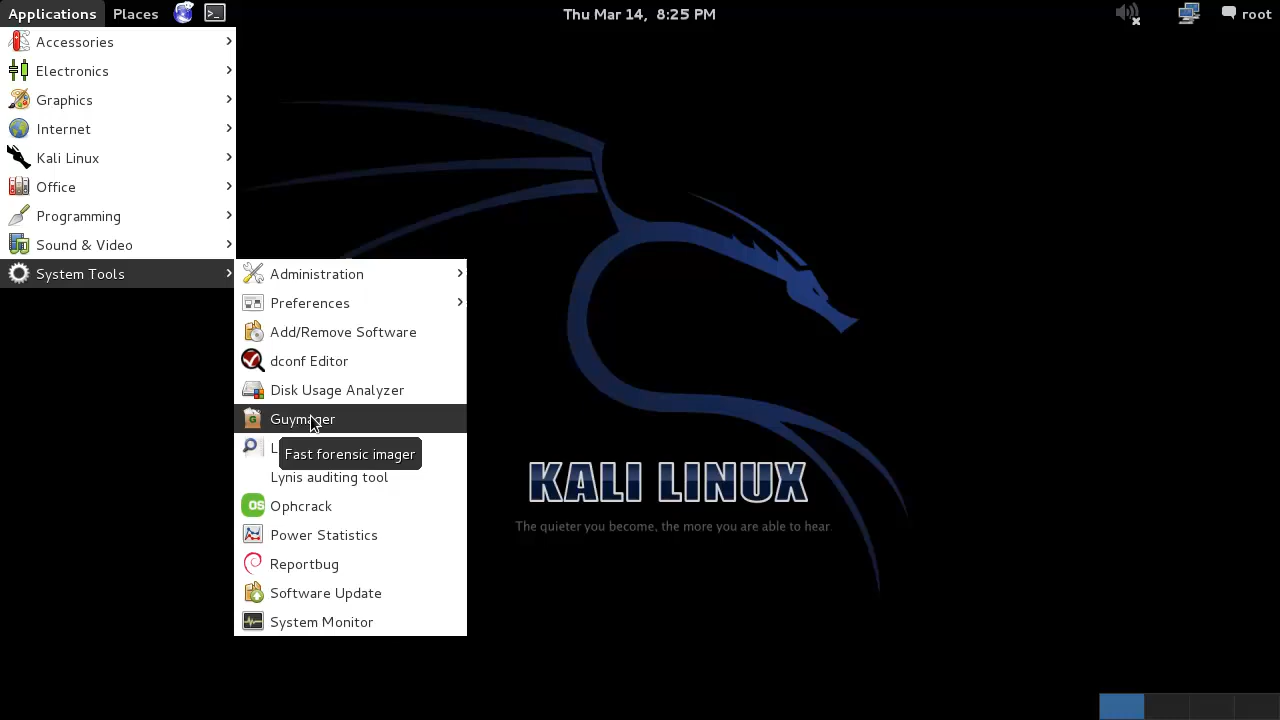 Applications Places Thu Mar 14, 8:25 PM root
Accessories
Electronics
Graphics
Internet
Kali Linux
Office
Programming
Sound & Video
System Tools
Administration
Preferences
Add/Remove Software
dconf Editor
Disk Usage Analyzer
Guymager
L
Fast forensic imager
Lynis auditing tool
Ophcrack
Power Statistics
Reportbug
Software Update
System Monitor
KALI LINUX
The quieter you become, the more you are able to hear.